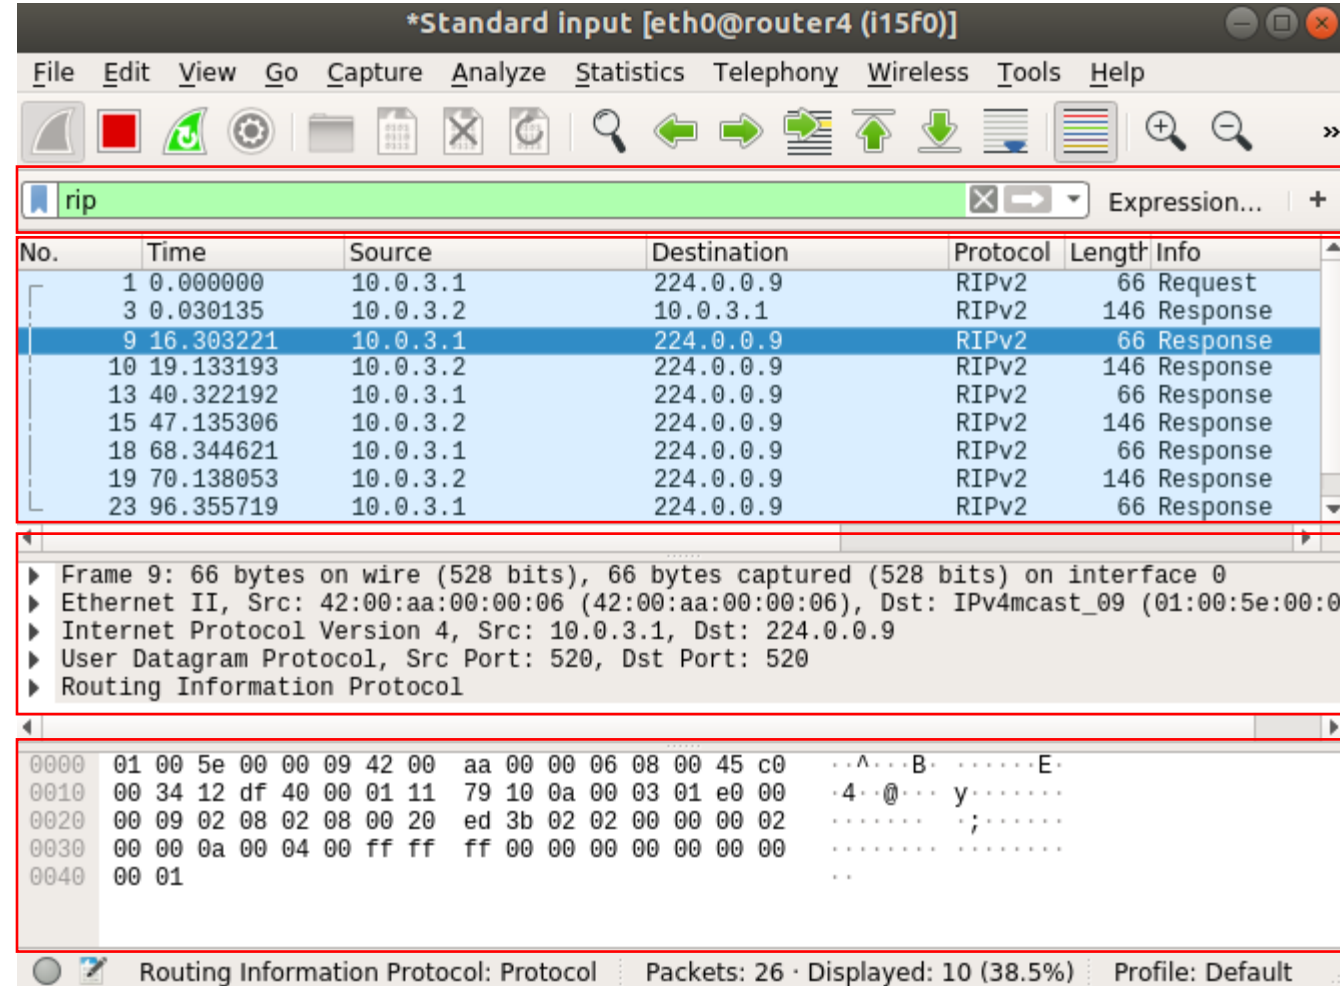 *Standard input [eth0@router4 (i15f0)]
File Edit View Go Capture Analyze Statistics Telephony Wireless Tools Help
»
rip Expression... +
No. Time Source Destination Protocol Length Info
1 0.000000 10.0.3.1 224.0.0.9 RIPv2 66 Request
3 0.030135 10.0.3.2 10.0.3.1 RIPv2 146 Response
9 16.303221 10.0.3.1 224.0.0.9 RIPv2 66 Response
10 19.133193 10.0.3.2 224.0.0.9 RIPv2 146 Response
13 40.322192 10.0.3.1 224.0.0.9 RIPv2 66 Response
15 47.135306 10.0.3.2 224.0.0.9 RIPv2 146 Response
18 68.344621 10.0.3.1 224.0.0.9 RIPv2 66 Response
19 70.138053 10.0.3.2 224.0.0.9 RIPv2 146 Response
23 96.355719 10.0.3.1 224.0.0.9 RIPv2 66 Response
Frame 9: 66 bytes on wire (528 bits), 66 bytes captured (528 bits) on interface 0
Ethernet II, Src: 42:00:aa:00:00:06 (42:00:aa:00:00:06), Dst: IPv4mcast_09 (01:00:5e:00:0
Internet Protocol Version 4, Src: 10.0.3.1, Dst: 224.0.0.9
User Datagram Protocol, Src Port: 520, Dst Port: 520
Routing Information Protocol
0000 01 00 5e 00 00 09 42 00 aa 00 00 06 08 00 45 c0 ··^···B· ······E·
0010 00 34 12 df 40 00 01 11 79 10 0a 00 03 01 e0 00 ·4··@··· y·······
0020 00 09 02 08 02 08 00 20 ed 3b 02 02 00 00 00 02 ······· ·;······
0030 00 00 0a 00 04 00 ff ff ff 00 00 00 00 00 00 00 ········ ········
0040 00 01 ··
Routing Information Protocol: Protocol Packets: 26 · Displayed: 10 (38.5%) Profile: Default